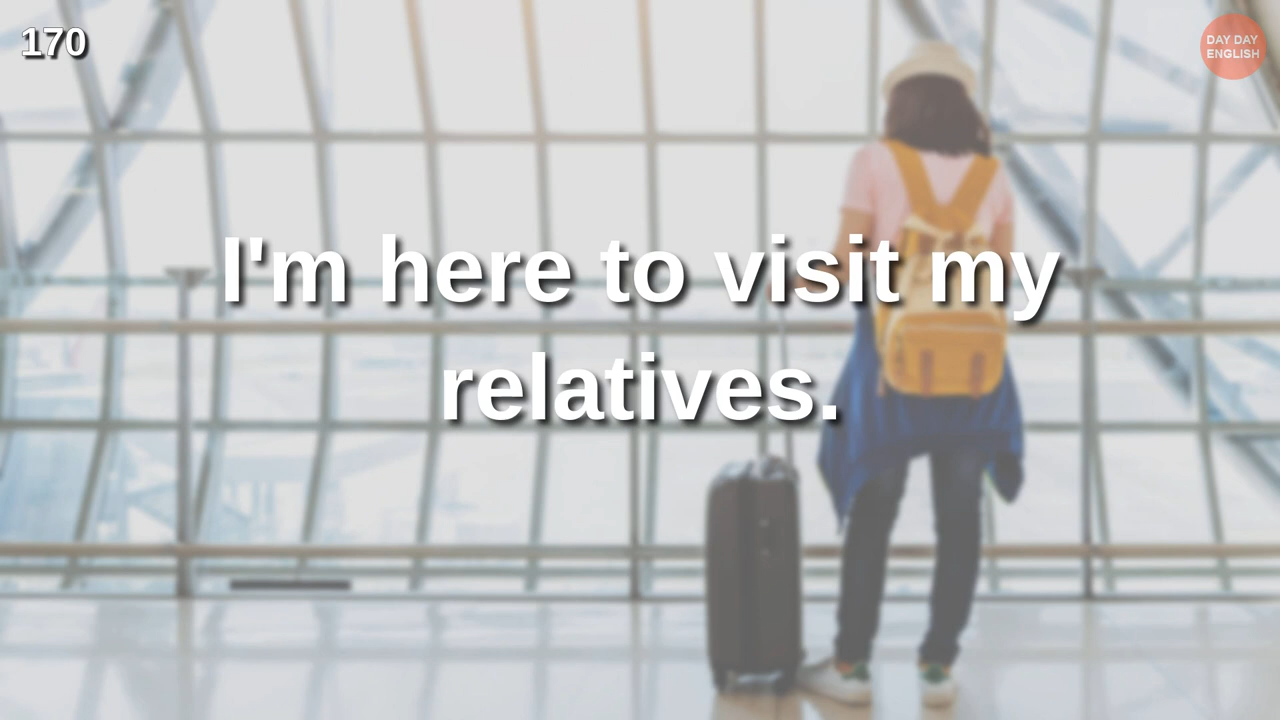 170
DAY DAY
ENGLISH
I'm here to visit my
relatives.